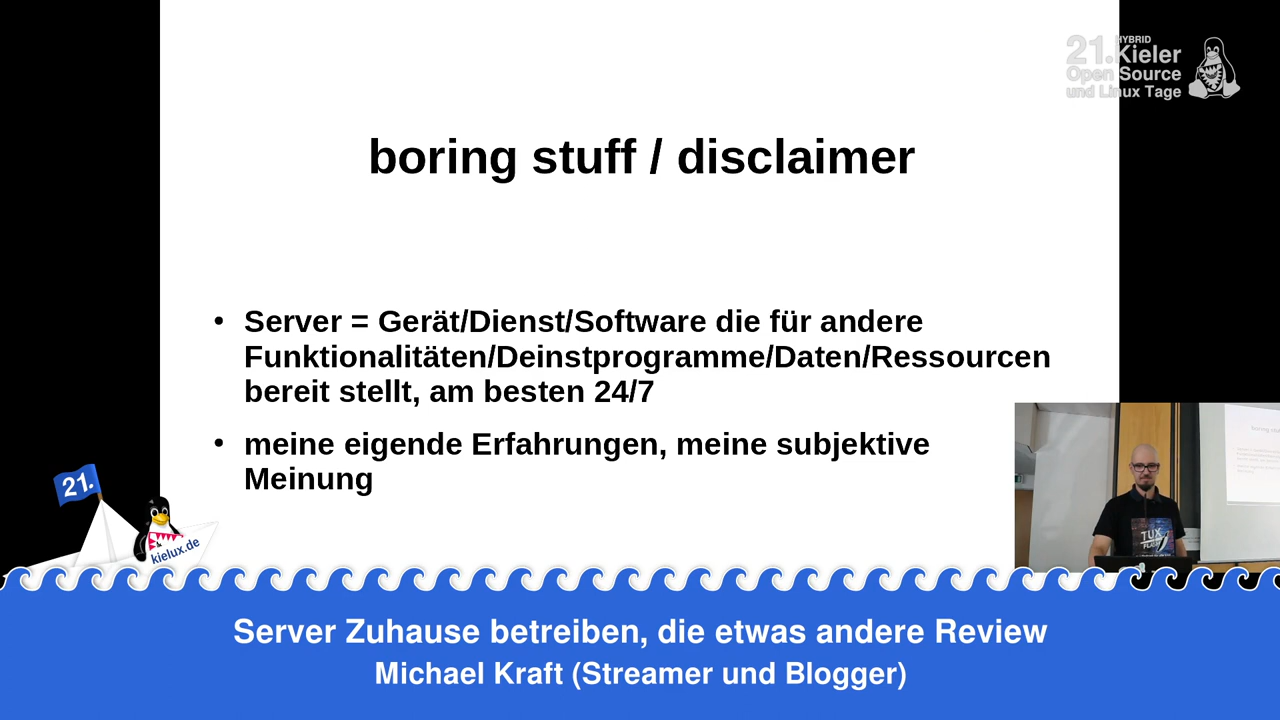 HYBRID
21. Kieler
Open Source
und Linux Tage
boring stuff / disclaimer
• Server = Gerät/Dienst/Software die für andere
Funktionalitäten/Deinstprogramme/Daten/Ressourcen
bereit stellt, am besten 24/7
• meine eigende Erfahrungen, meine subjektive
Meinung
21.
kielux.de
TUX
Server Zuhause betreiben, die etwas andere Review
Michael Kraft (Streamer und Blogger)